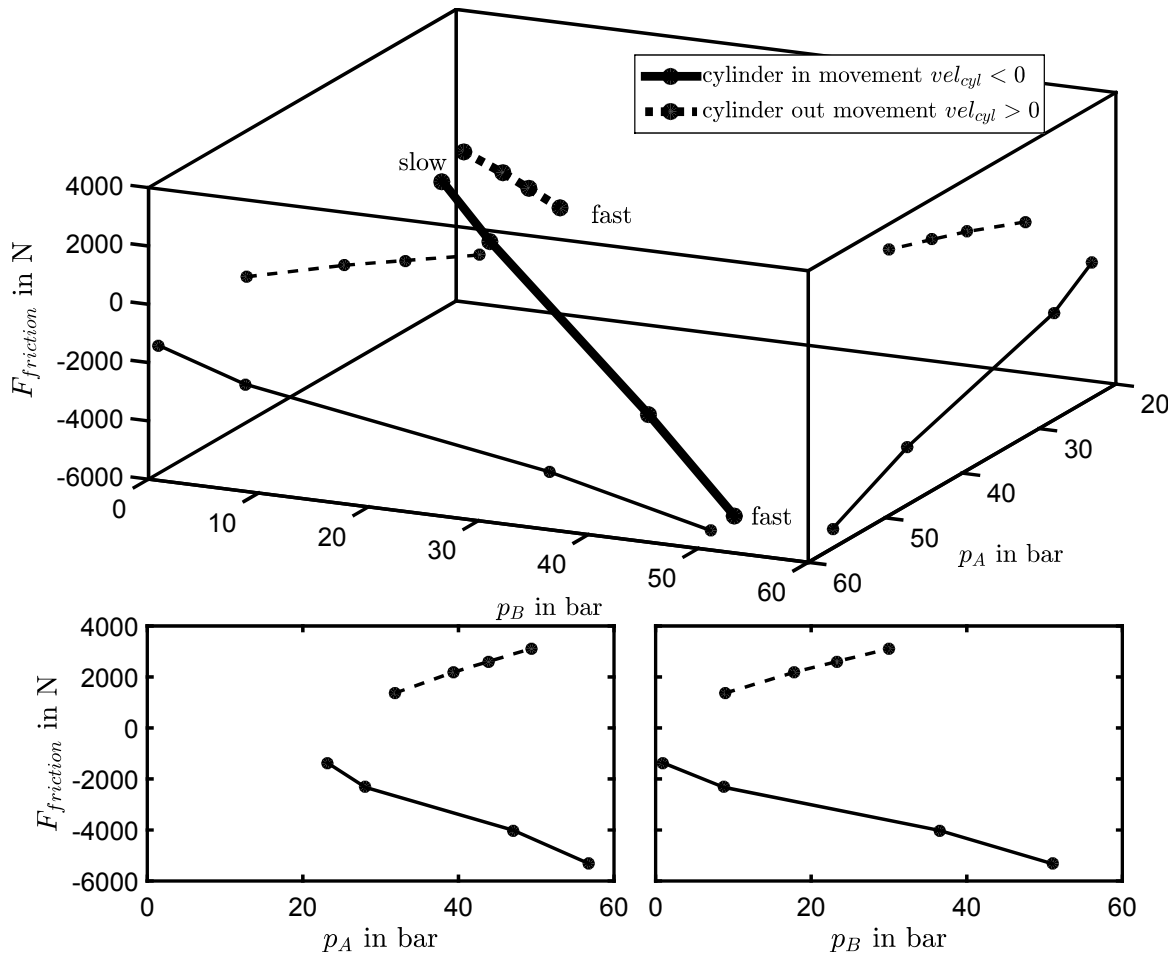 cylinder in movement vel_cyl < 0
cylinder out movement vel_cyl > 0
slow
fast
fast
4000
2000
0
-2000
-4000
-6000
F_friction in N
0
10
20
30
40
50
60
p_B in bar
60
50
40
30
20
p_A in bar
4000
2000
0
-2000
-4000
-6000
F_friction in N
0
20
40
60
p_A in bar
0
20
40
60
p_B in bar